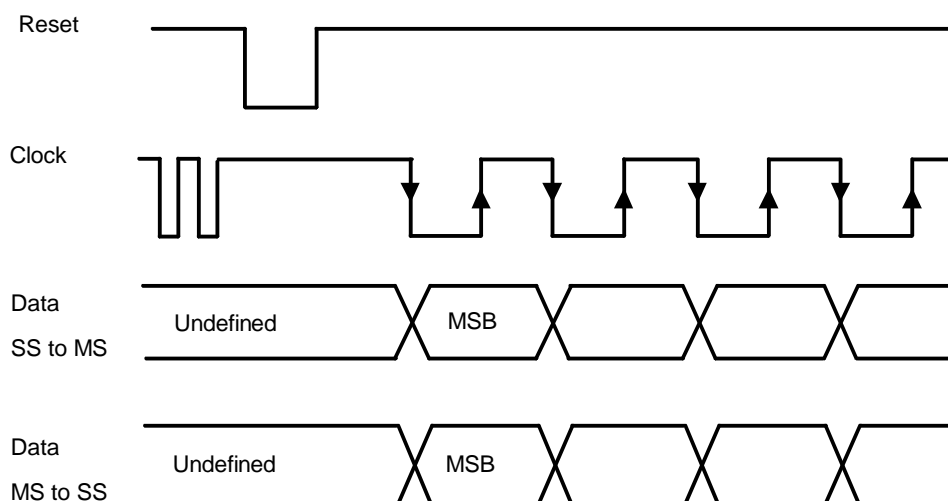 Reset
Clock
Data
SS to MS
Undefined
MSB
Data
MS to SS
Undefined
MSB